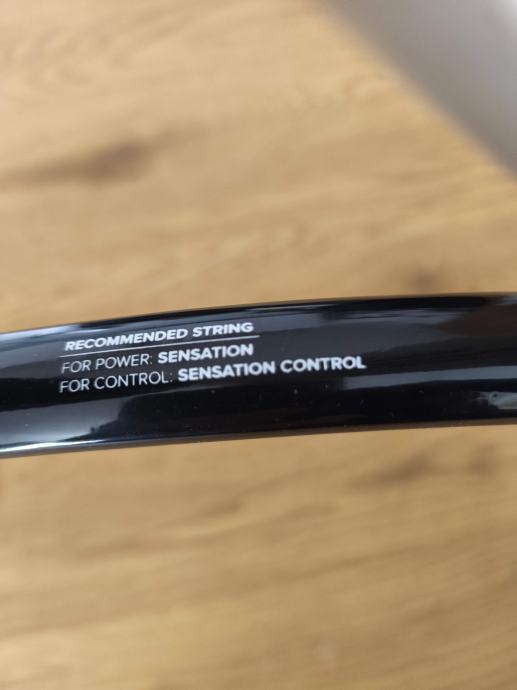 RECOMMENDED STRING
FOR POWER: SENSATION
FOR CONTROL: SENSATION CONTROL